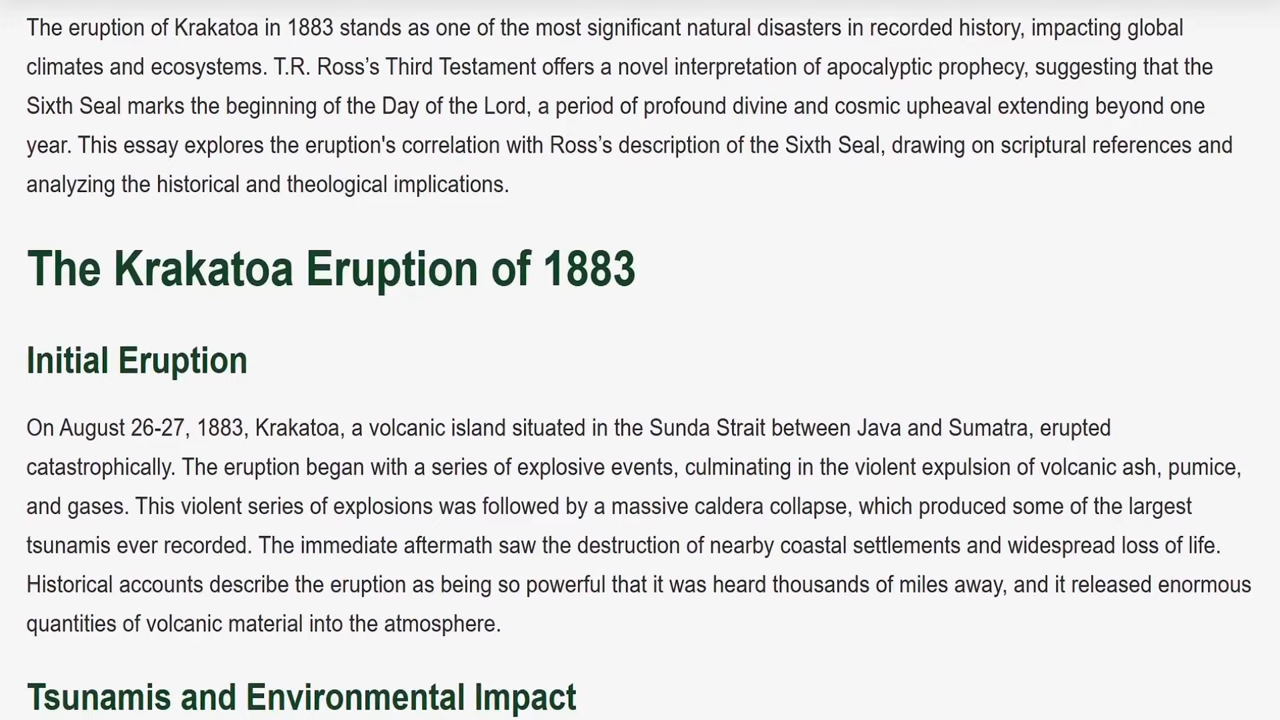 The eruption of Krakatoa in 1883 stands as one of the most significant natural disasters in recorded history, impacting global
climates and ecosystems. T.R. Ross’s Third Testament offers a novel interpretation of apocalyptic prophecy, suggesting that the
Sixth Seal marks the beginning of the Day of the Lord, a period of profound divine and cosmic upheaval extending beyond one
year. This essay explores the eruption's correlation with Ross’s description of the Sixth Seal, drawing on scriptural references and
analyzing the historical and theological implications.
The Krakatoa Eruption of 1883
Initial Eruption
On August 26-27, 1883, Krakatoa, a volcanic island situated in the Sunda Strait between Java and Sumatra, erupted
catastrophically. The eruption began with a series of explosive events, culminating in the violent expulsion of volcanic ash, pumice,
and gases. This violent series of explosions was followed by a massive caldera collapse, which produced some of the largest
tsunamis ever recorded. The immediate aftermath saw the destruction of nearby coastal settlements and widespread loss of life.
Historical accounts describe the eruption as being so powerful that it was heard thousands of miles away, and it released enormous
quantities of volcanic material into the atmosphere.
Tsunamis and Environmental Impact